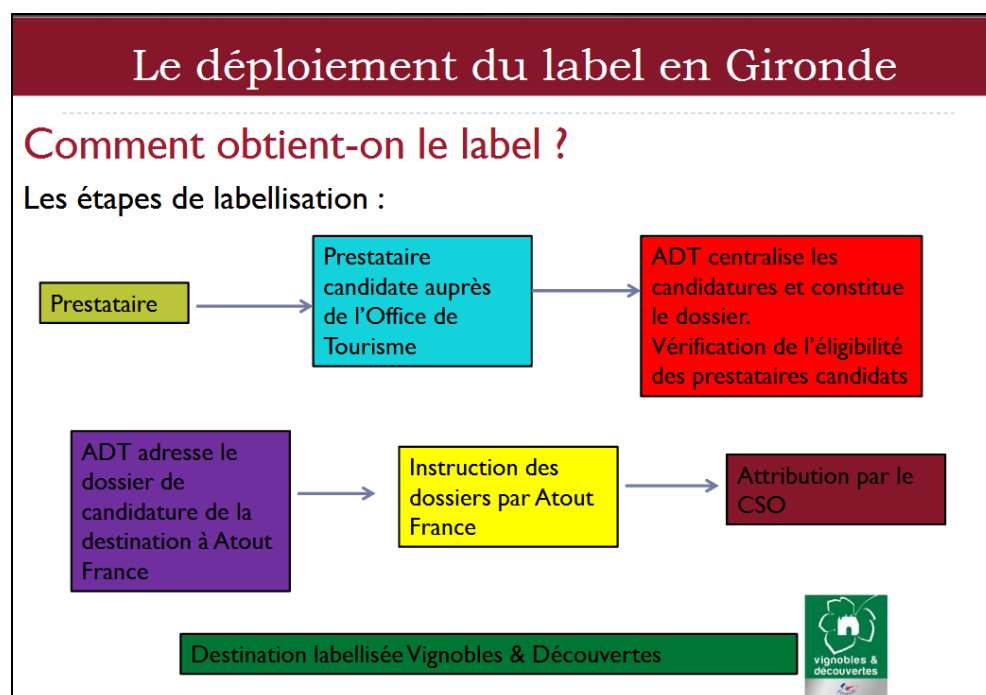 Le déploiement du label en Gironde
Comment obtient-on le label ?
Les étapes de labellisation :
Prestataire
Prestataire
candidate auprès
de l'Office de
Tourisme
ADT centralise les
candidatures et constitue
le dossier.
Vérification de l'éligibilité
des prestataires candidats
ADT adresse le
dossier de
candidature de la
destination à Atout
France
Instruction des
dossiers par Atout
France
Attribution par le
CSO
Destination labellisée Vignobles & Découvertes
vignobles &
découvertes